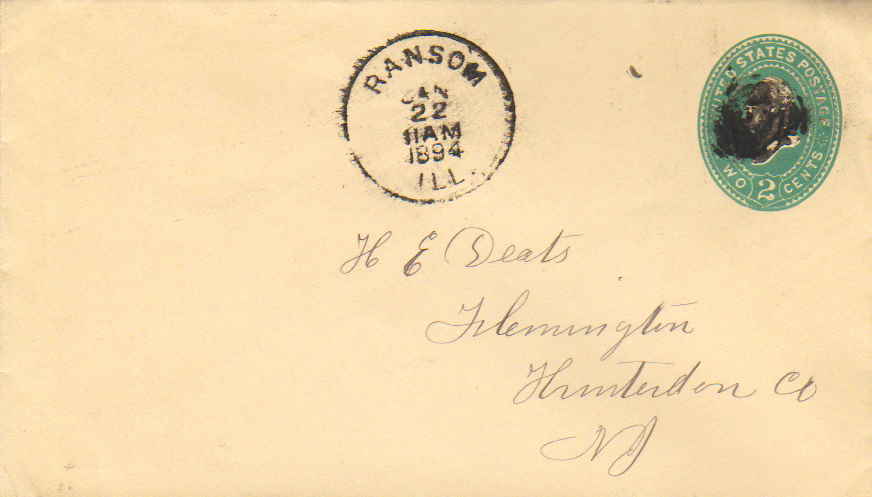 RANSOM
JAN
22
11AM
1894
ILL.
UNITED STATES POSTAGE
TWO 2 CENTS
H E Deats
Flemington
Hunterdon Co
NJ